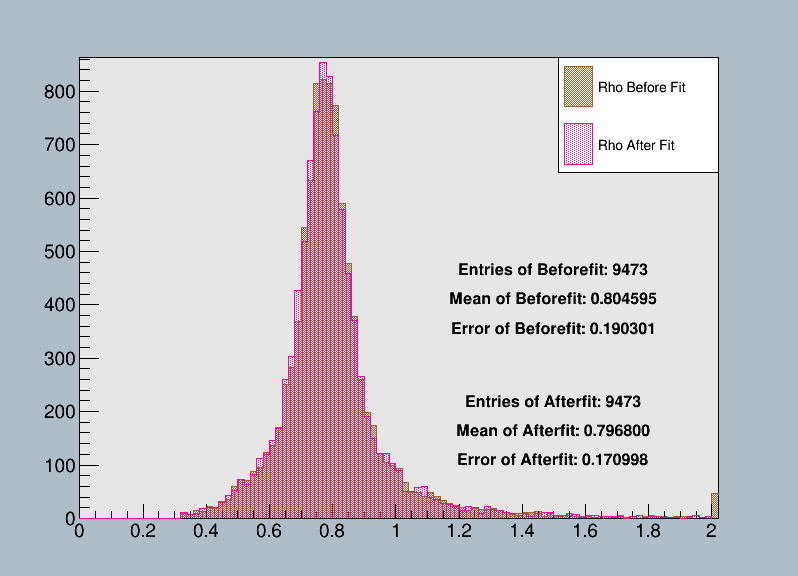 Rho Before Fit
Rho After Fit
800
700
600
500
400
300
200
100
0
Entries of Beforefit: 9473
Mean of Beforefit: 0.804595
Error of Beforefit: 0.190301
Entries of Afterfit: 9473
Mean of Afterfit: 0.796800
Error of Afterfit: 0.170998
0 0.2 0.4 0.6 0.8 1 1.2 1.4 1.6 1.8 2